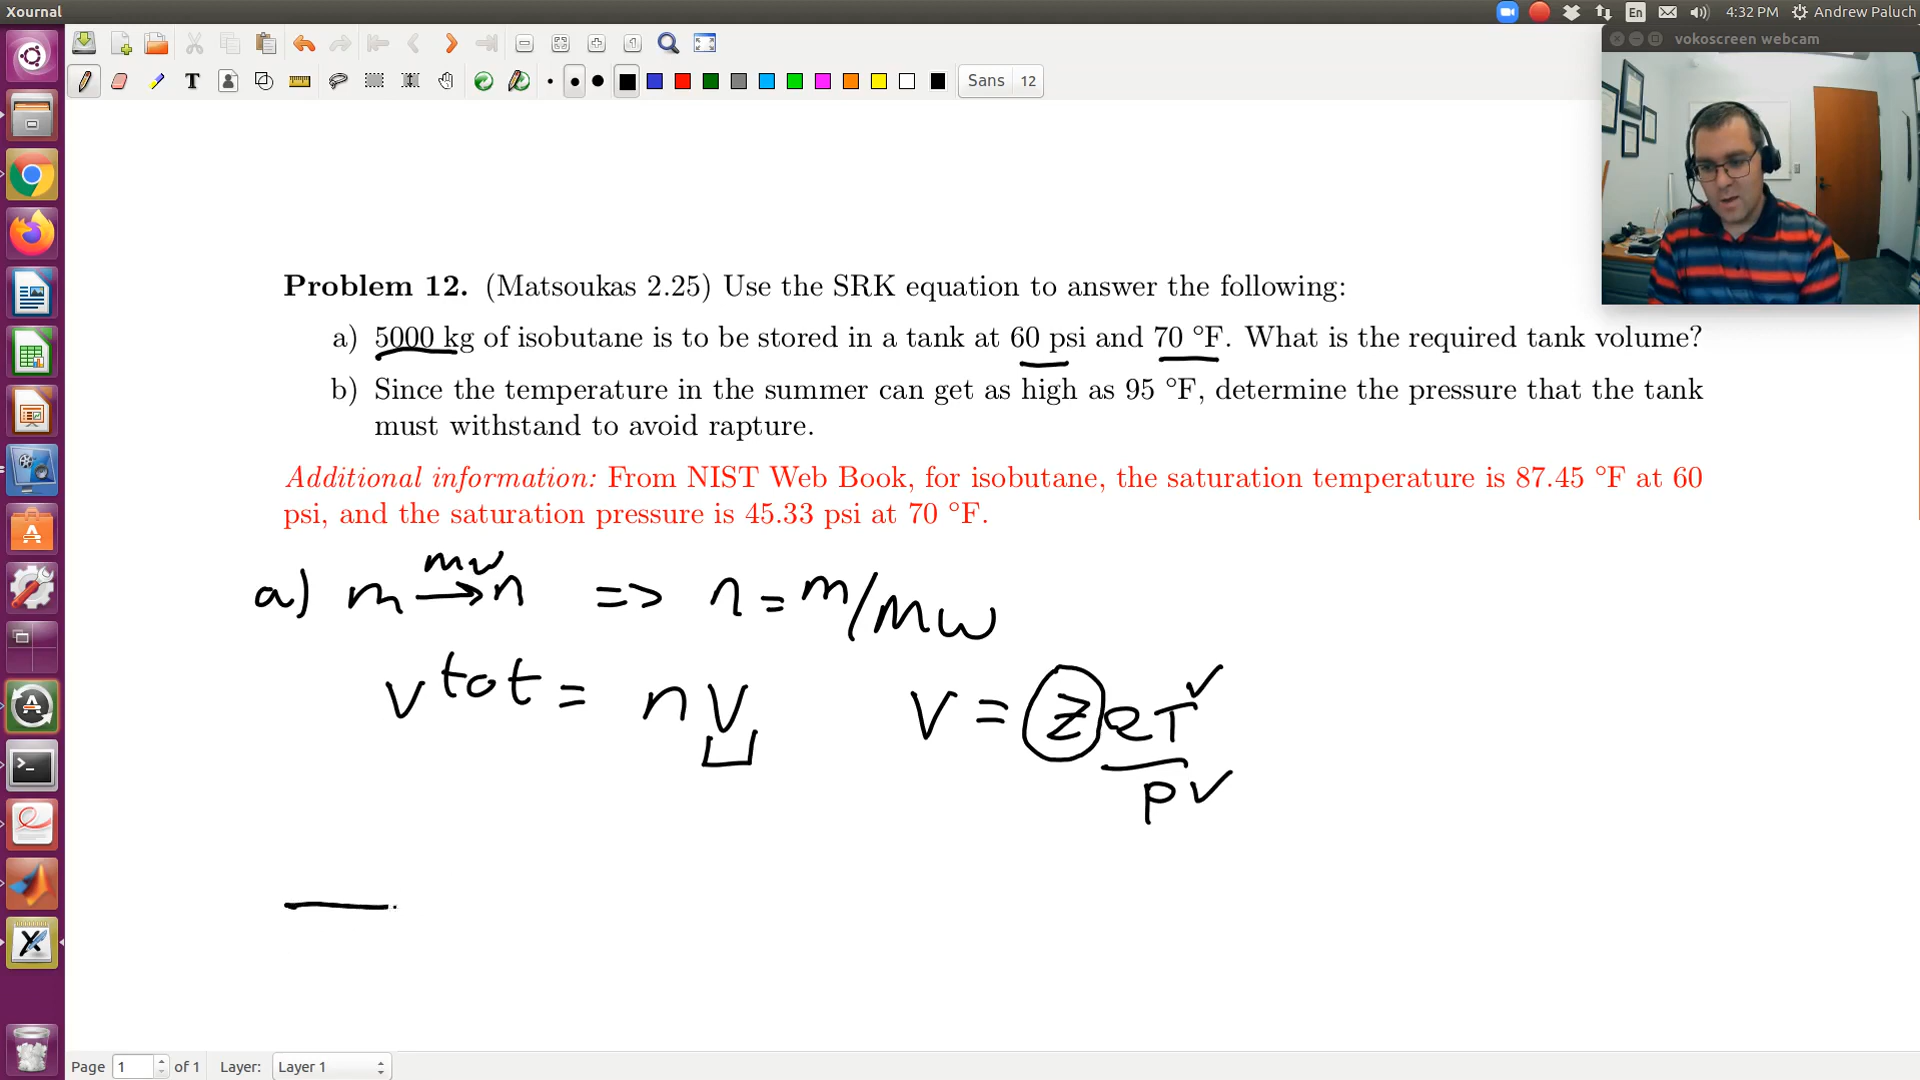 Xournal
En
4:32 PM
Andrew Paluch
vokoscreen webcam
Sans 12
Problem 12. (Matsoukas 2.25) Use the SRK equation to answer the following:
a) 5000 kg of isobutane is to be stored in a tank at 60 psi and 70 °F. What is the required tank volume?
b) Since the temperature in the summer can get as high as 95 °F, determine the pressure that the tank
must withstand to avoid rapture.
Additional information: From NIST Web Book, for isobutane, the saturation temperature is 87.45 °F at 60
psi, and the saturation pressure is 45.33 psi at 70 °F.
a) m →^{mw} n => n = m/MW
V^{tot} = n V
V = Z R T ✓
P ✓
Page 1 of 1 Layer: Layer 1